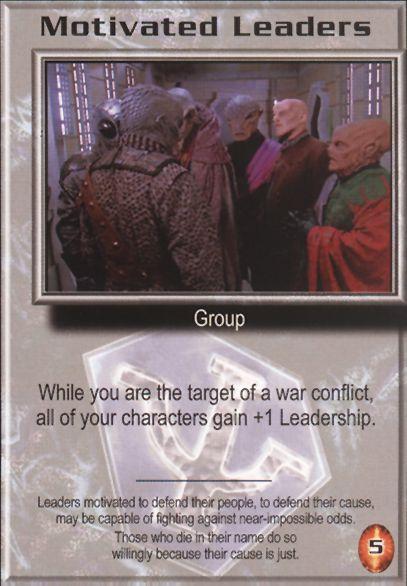 Motivated Leaders
Group
While you are the target of a war conflict,
all of your characters gain +1 Leadership.
Leaders motivated to defend their people, to defend their cause,
may be capable of fighting against near-impossible odds.
Those who die in their name do so
willingly because their cause is just.
5